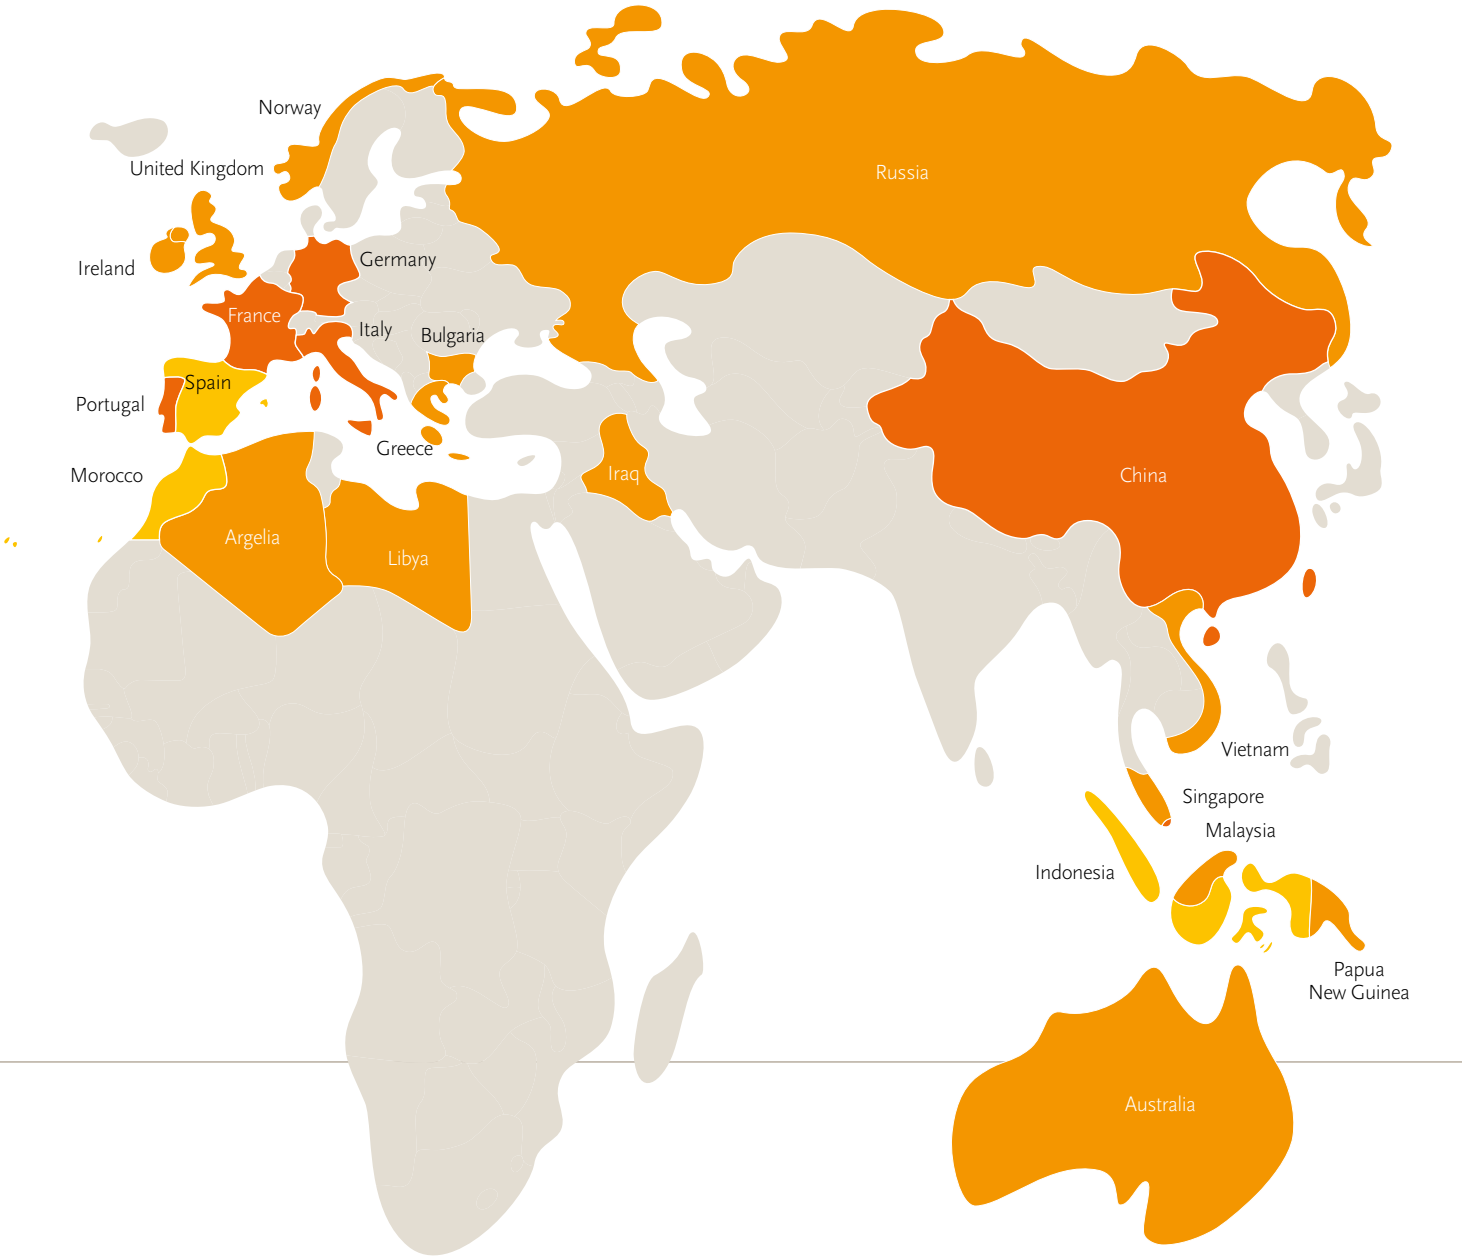 Norway
United Kingdom
Russia
Ireland
Germany
France
Italy
Bulgaria
Spain
Portugal
Greece
Morocco
Iraq
China
Argelia
Libya
Vietnam
Singapore
Malaysia
Indonesia
Papua
New Guinea
Australia